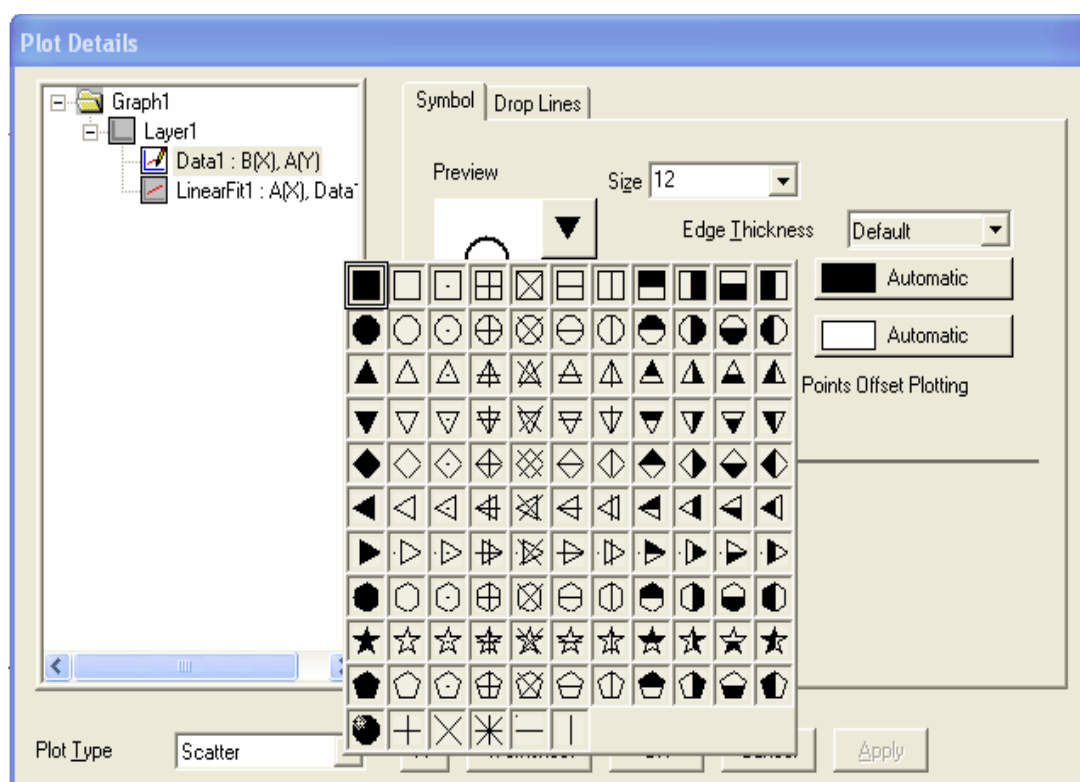 Plot Details
Graph1
Layer1
Data1 : B(X), A(Y)
LinearFit1 : A(X), Data
Symbol
Drop Lines
Preview
Size 12
Edge Thickness Default
Automatic
Automatic
Points Offset Plotting
Plot Type Scatter
Apply